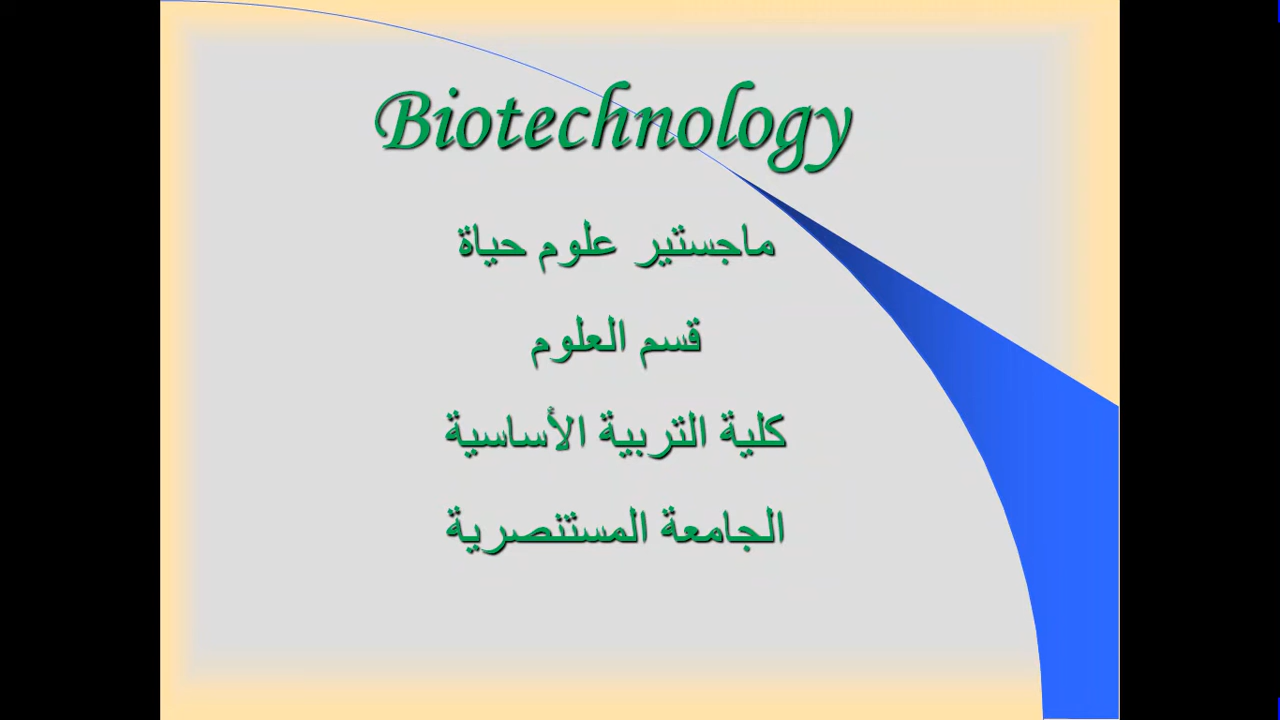 Biotechnology
ماجستير علوم حياة
قسم العلوم
كلية التربية الأساسية
الجامعة المستنصرية